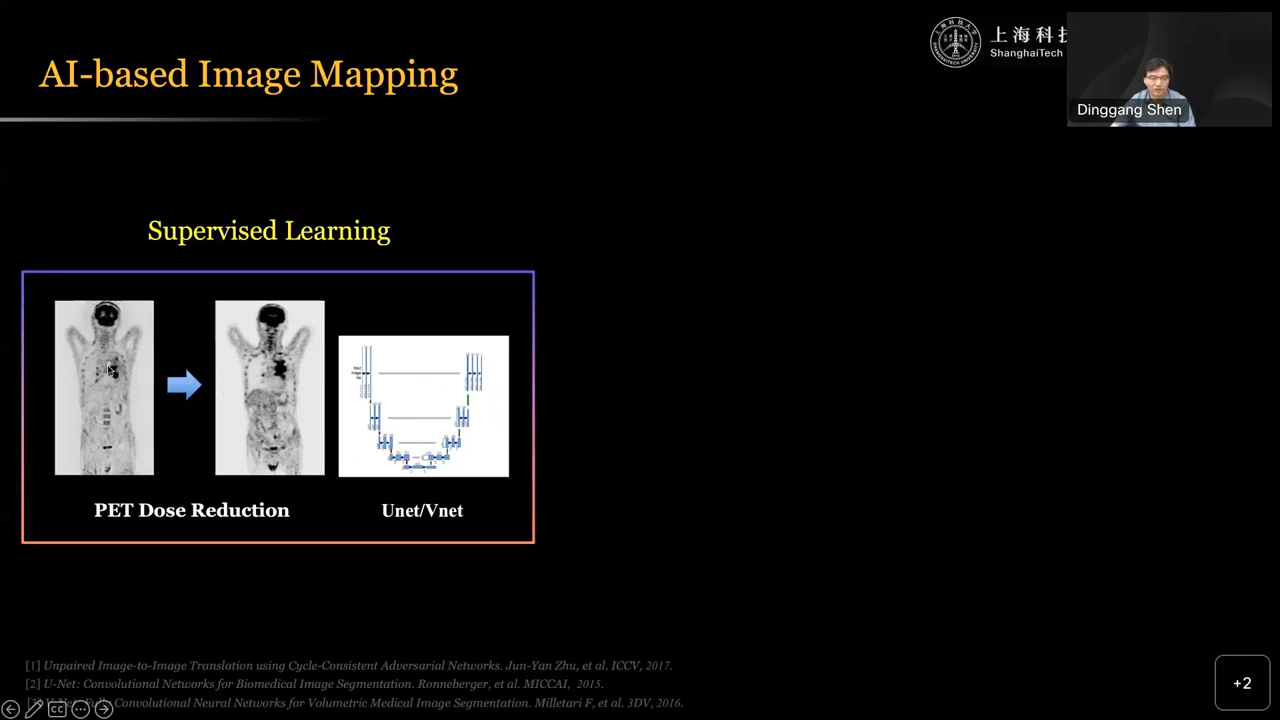 AI-based Image Mapping
上海科技
ShanghaiTech
Dinggang Shen
Supervised Learning
PET Dose Reduction
Unet/Vnet
[1] Unpaired Image-to-Image Translation using Cycle-Consistent Adversarial Networks. Jun-Yan Zhu, et al. ICCV, 2017.
[2] U-Net: Convolutional Networks for Biomedical Image Segmentation. Ronneberger, et al. MICCAI, 2015.
Convolutional Neural Networks for Volumetric Medical Image Segmentation. Milletari F, et al. 3DV, 2016.
CC
+2